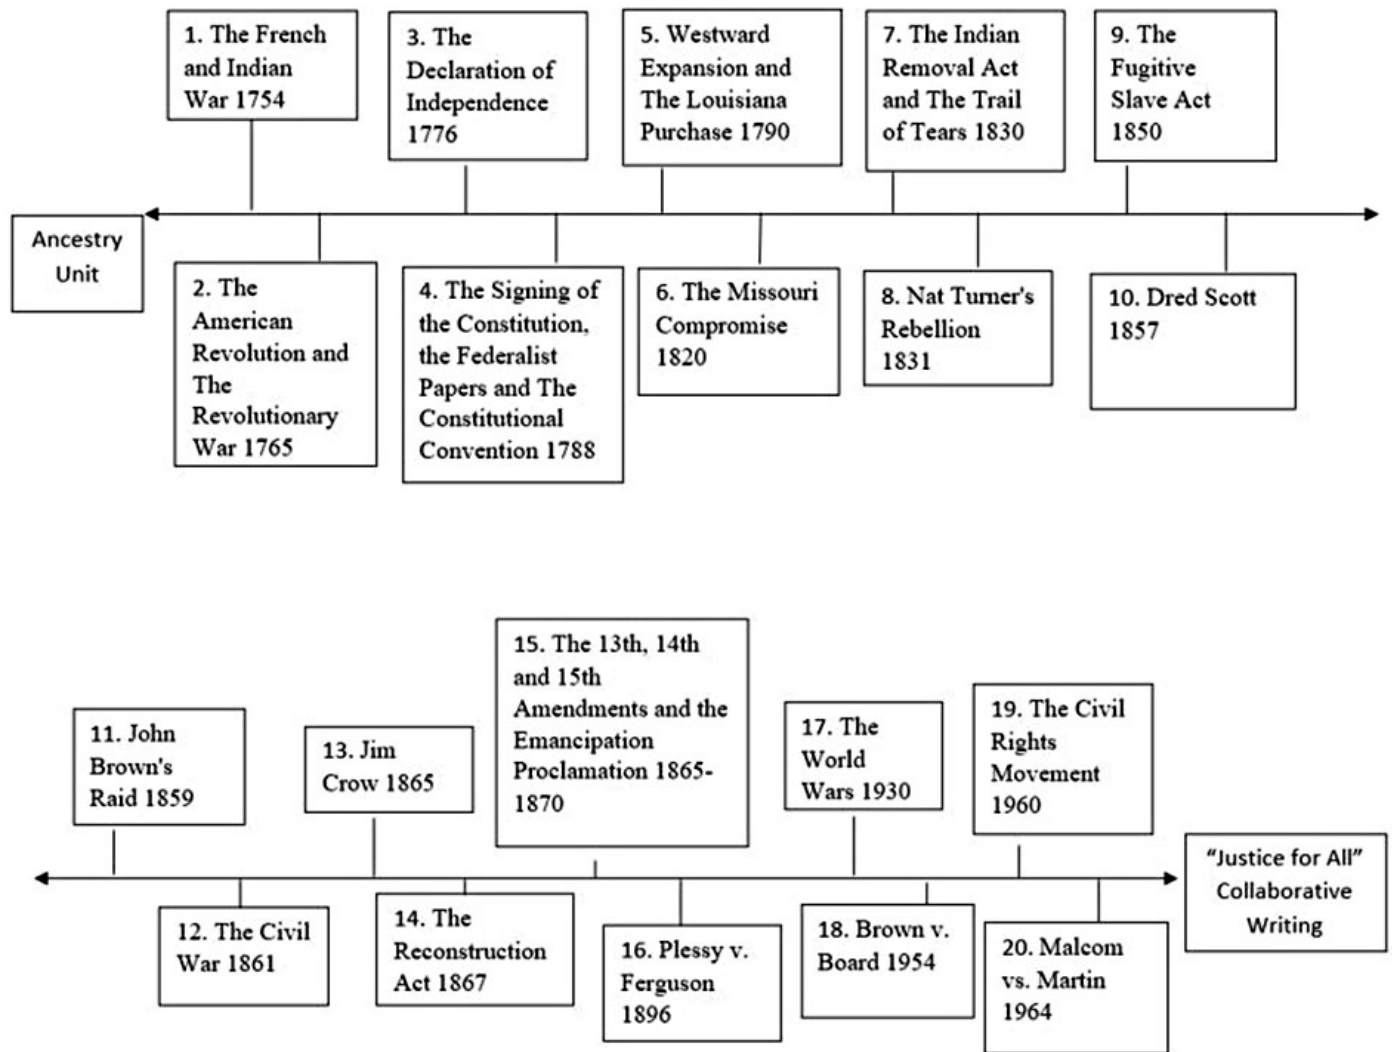 1. The French
and Indian
War 1754
3. The
Declaration of
Independence
1776
5. Westward
Expansion and
The Louisiana
Purchase 1790
7. The Indian
Removal Act
and The Trail
of Tears 1830
9. The
Fugitive
Slave Act
1850
Ancestry
Unit
2. The
American
Revolution and
The
Revolutionary
War 1765
4. The Signing of
the Constitution,
the Federalist
Papers and The
Constitutional
Convention 1788
6. The Missouri
Compromise
1820
8. Nat Turner's
Rebellion
1831
10. Dred Scott
1857
11. John
Brown's
Raid 1859
13. Jim
Crow 1865
15. The 13th, 14th
and 15th
Amendments and the
Emancipation
Proclamation 1865-
1870
17. The
World
Wars 1930
19. The Civil
Rights
Movement
1960
"Justice for All"
Collaborative
Writing
12. The Civil
War 1861
14. The
Reconstruction
Act 1867
16. Plessy v.
Ferguson
1896
18. Brown v.
Board 1954
20. Malcom
vs. Martin
1964